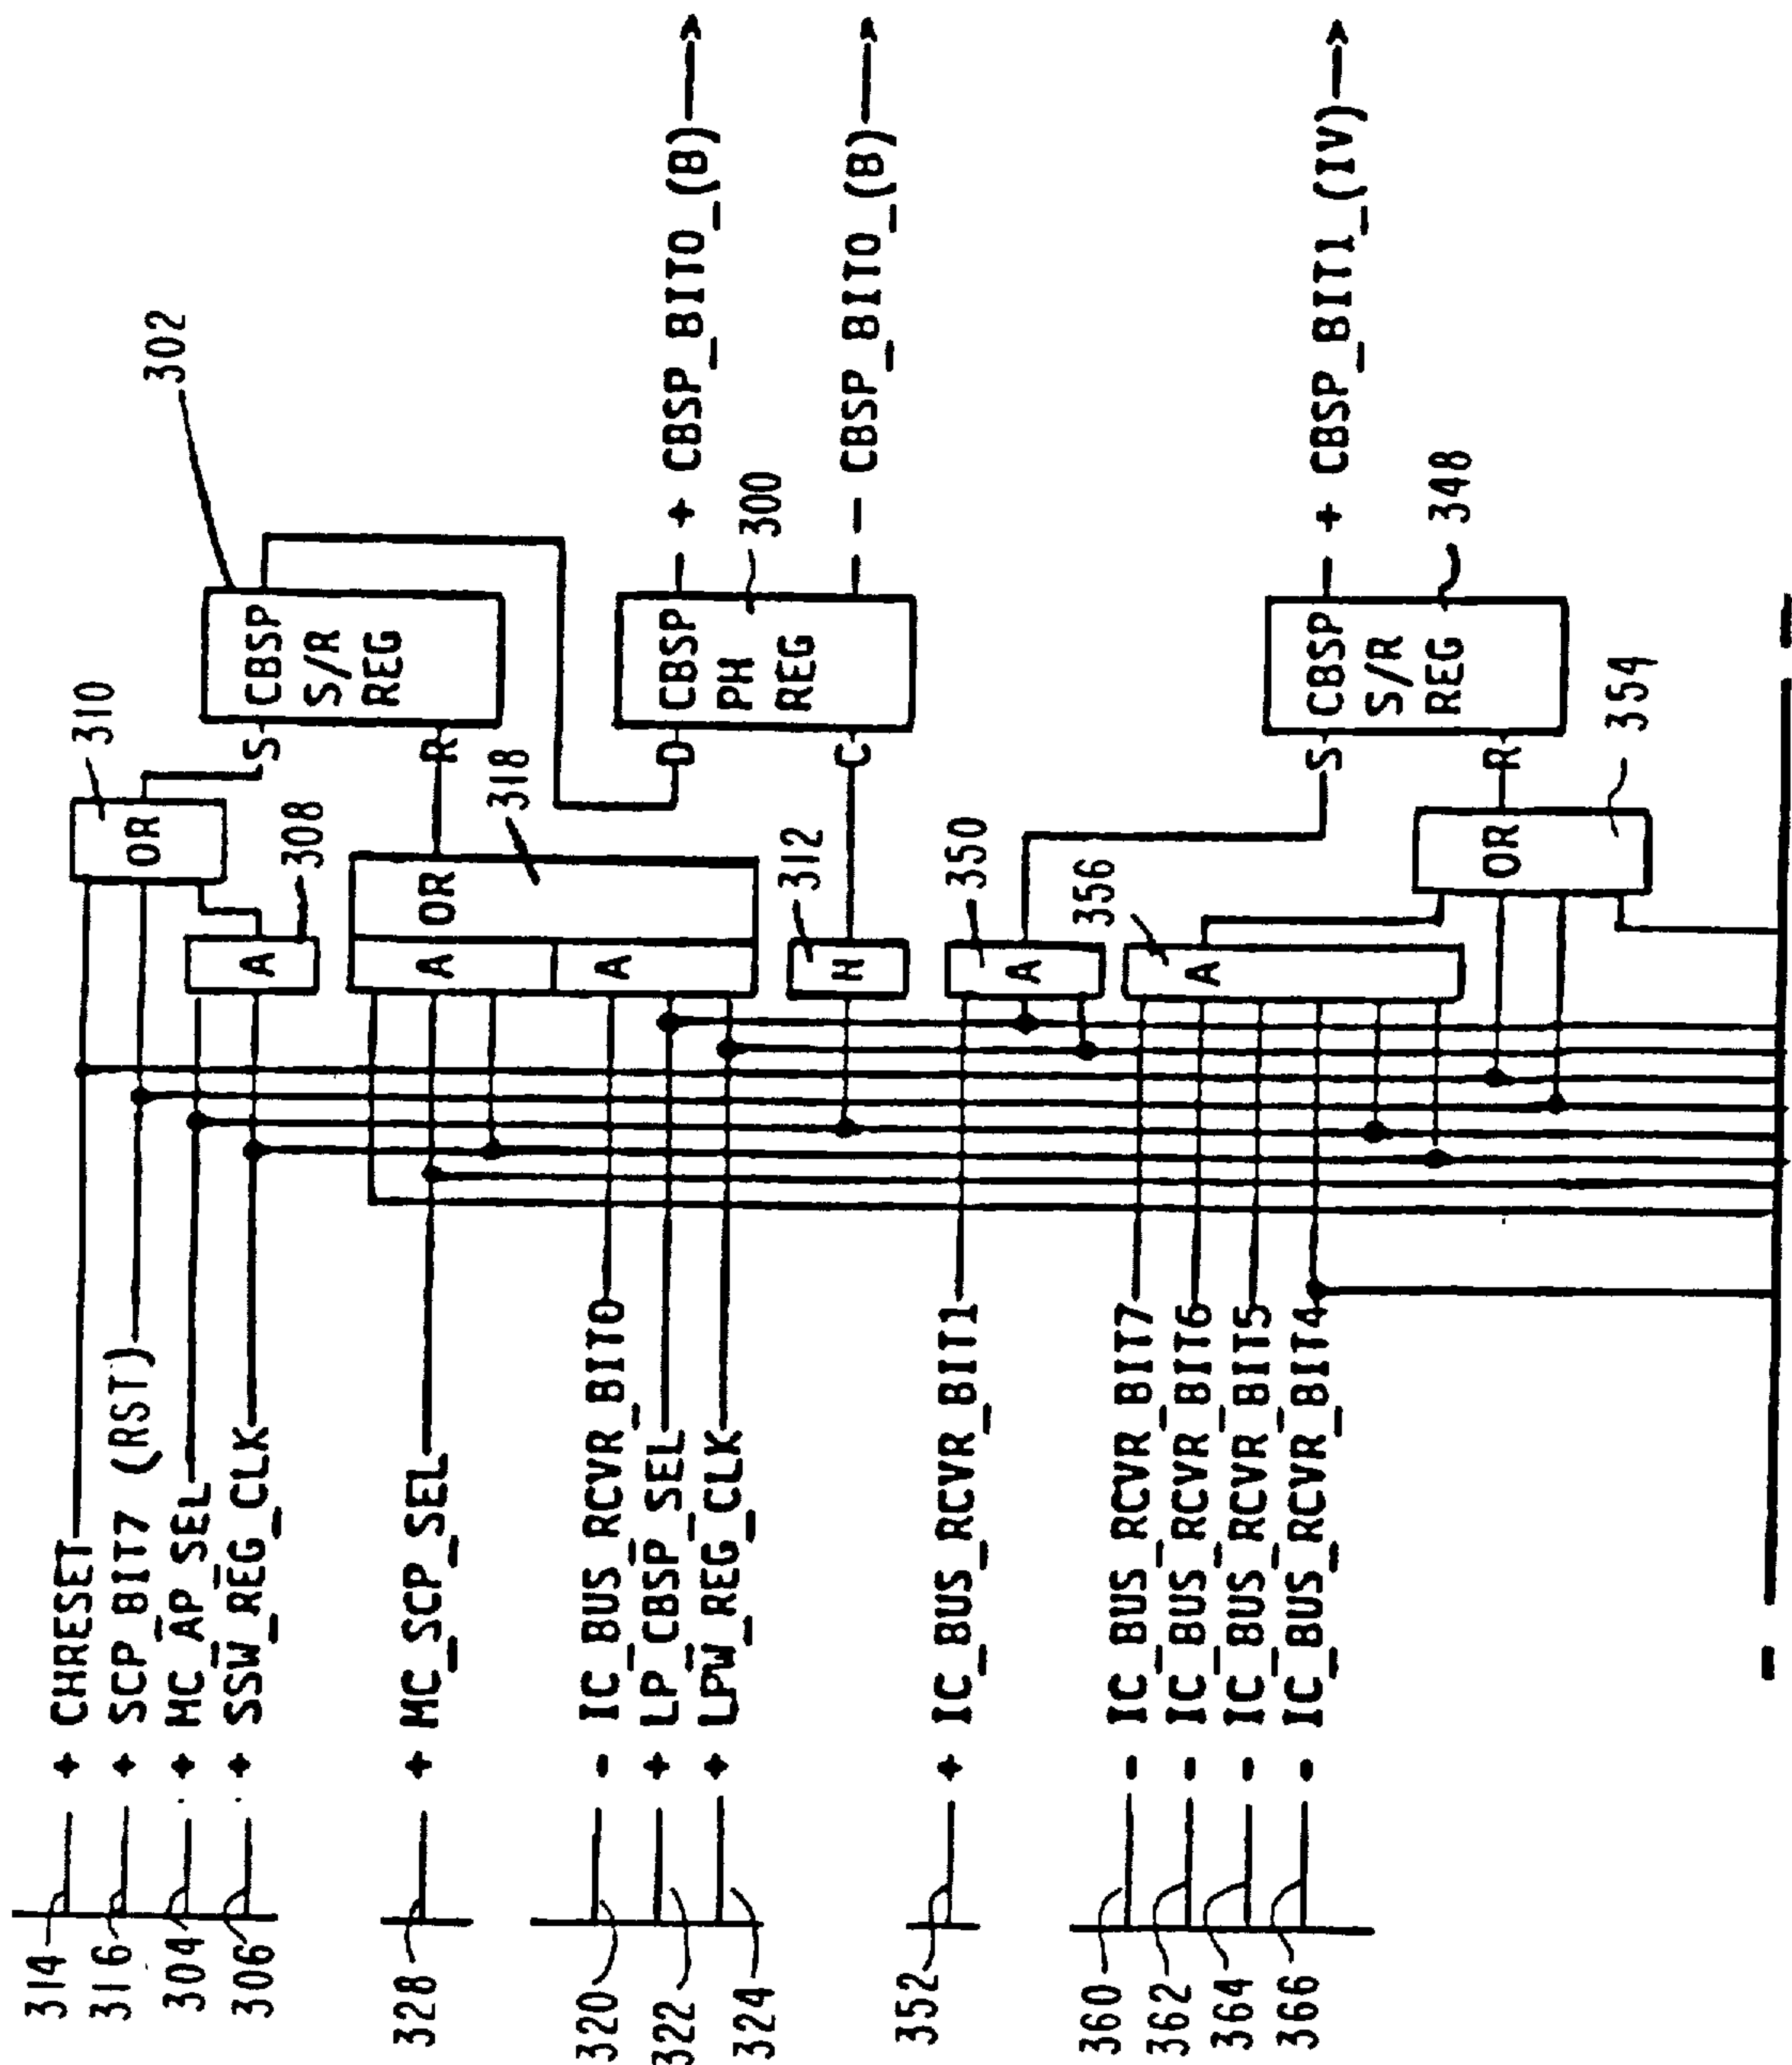 314 + CHRESET
316 + SCP_BIT7 (RST)
304 + MC_AP_SEL
306 + SSW_REG_CLK
310
OR
308
A
S
R
CBSP
S/R
REG
302
328 + MC_SCP_SEL
318
A
A
OR
320 - IC_BUS_RCVR_BIT0
322 + LP_CBSP_SEL
324 + LPW_REG_CLK
312
H
D
C
CBSP
PH
REG
300
+ CBSP_BIT0_(B)
- CBSP_BIT0_(B)
352 + IC_BUS_RCVR_BIT1
350
A
356
A
360 - IC_BUS_RCVR_BIT7
362 - IC_BUS_RCVR_BIT6
364 - IC_BUS_RCVR_BIT5
366 - IC_BUS_RCVR_BIT4
OR
354
S
R
CBSP
S/R
REG
348
+ CBSP_BIT1_(IV)